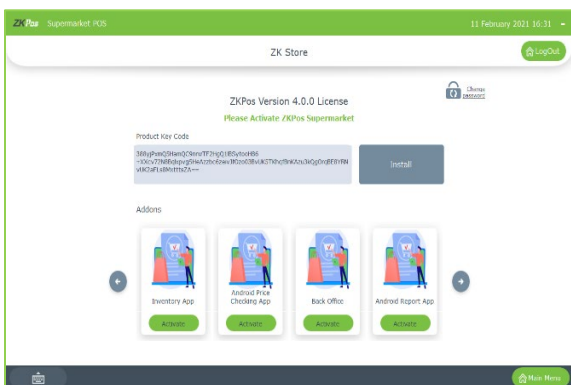 ZKPos Supermarket POS
11 February 2021 16:31
ZK Store
LogOut
Change
password
ZKPos Version 4.0.0 License
Please Activate ZKPos Supermarket
Product Key Code
Install
Addons
Inventory App
Android Price
Checking App
Back Office
Android Report App
Activate
Activate
Activate
Activate
Main Menu